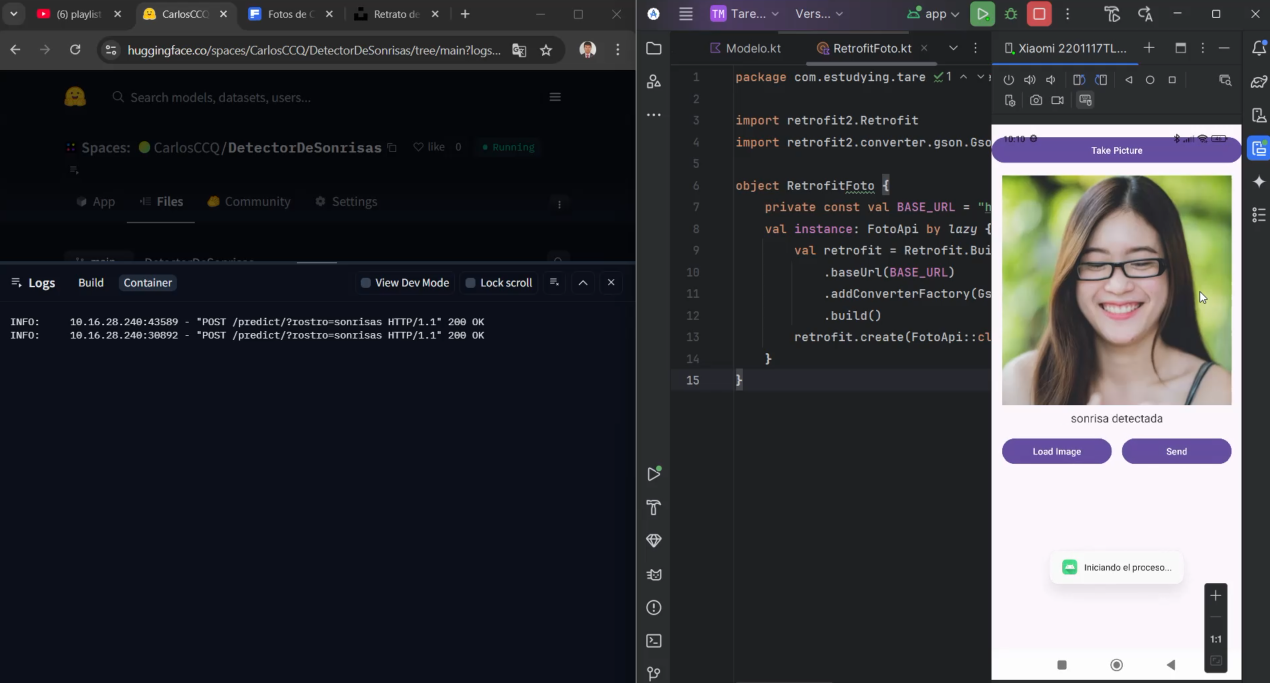 (6) playlist
CarlosCCQ
Fotos de C
Retrato de
huggingface.co/spaces/CarlosCCQ/DetectorDeSonrisas/tree/main?logs...
Search models, datasets, users...
Spaces: CarlosCCQ/DetectorDeSonrisas like 0 Running
App Files Community Settings
main DetectorDeSonrisas
Logs Build Container View Dev Mode Lock scroll
INFO: 10.16.28.240:43589 - "POST /predict/?rostro=sonrisas HTTP/1.1" 200 OK
INFO: 10.16.28.240:30892 - "POST /predict/?rostro=sonrisas HTTP/1.1" 200 OK
TM Tare... Vers... app
Modelo.kt RetrofitFoto.kt Xiaomi 2201117TL...
1 package com.estudying.tare 1
2
3 import retrofit2.Retrofit
4 import retrofit2.converter.gson.Gso
5
6 object RetrofitFoto {
7 private const val BASE_URL = "h
8 val instance: FotoApi by lazy {
9 val retrofit = Retrofit.Bui
10 .baseUrl(BASE_URL)
11 .addConverterFactory(Gs
12 .build()
13 retrofit.create(FotoApi::cl
14 }
15 }
10:10
Take Picture
sonrisa detectada
Load Image Send
Iniciando el proceso...
1:1